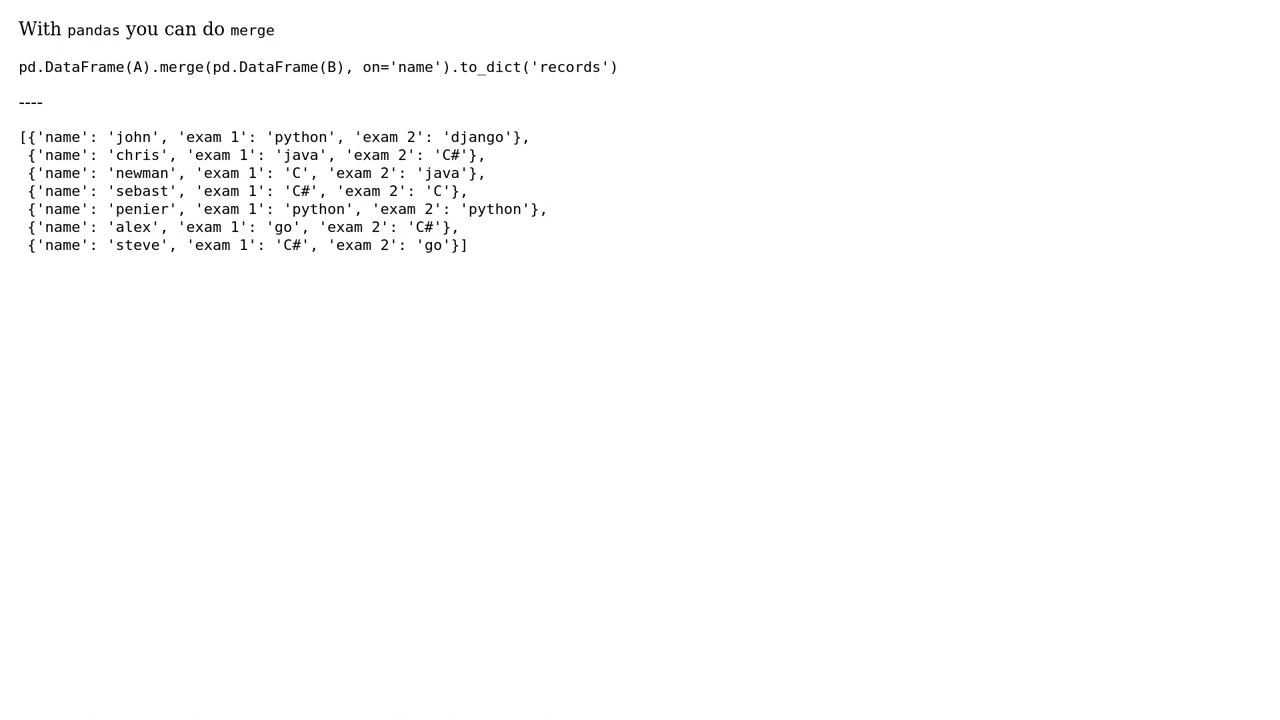 With pandas you can do merge
pd.DataFrame(A).merge(pd.DataFrame(B), on='name').to_dict('records')
----
[{'name': 'john', 'exam 1': 'python', 'exam 2': 'django'},
 {'name': 'chris', 'exam 1': 'java', 'exam 2': 'C#'},
 {'name': 'newman', 'exam 1': 'C', 'exam 2': 'java'},
 {'name': 'sebast', 'exam 1': 'C#', 'exam 2': 'C'},
 {'name': 'penier', 'exam 1': 'python', 'exam 2': 'python'},
 {'name': 'alex', 'exam 1': 'go', 'exam 2': 'C#'},
 {'name': 'steve', 'exam 1': 'C#', 'exam 2': 'go'}]